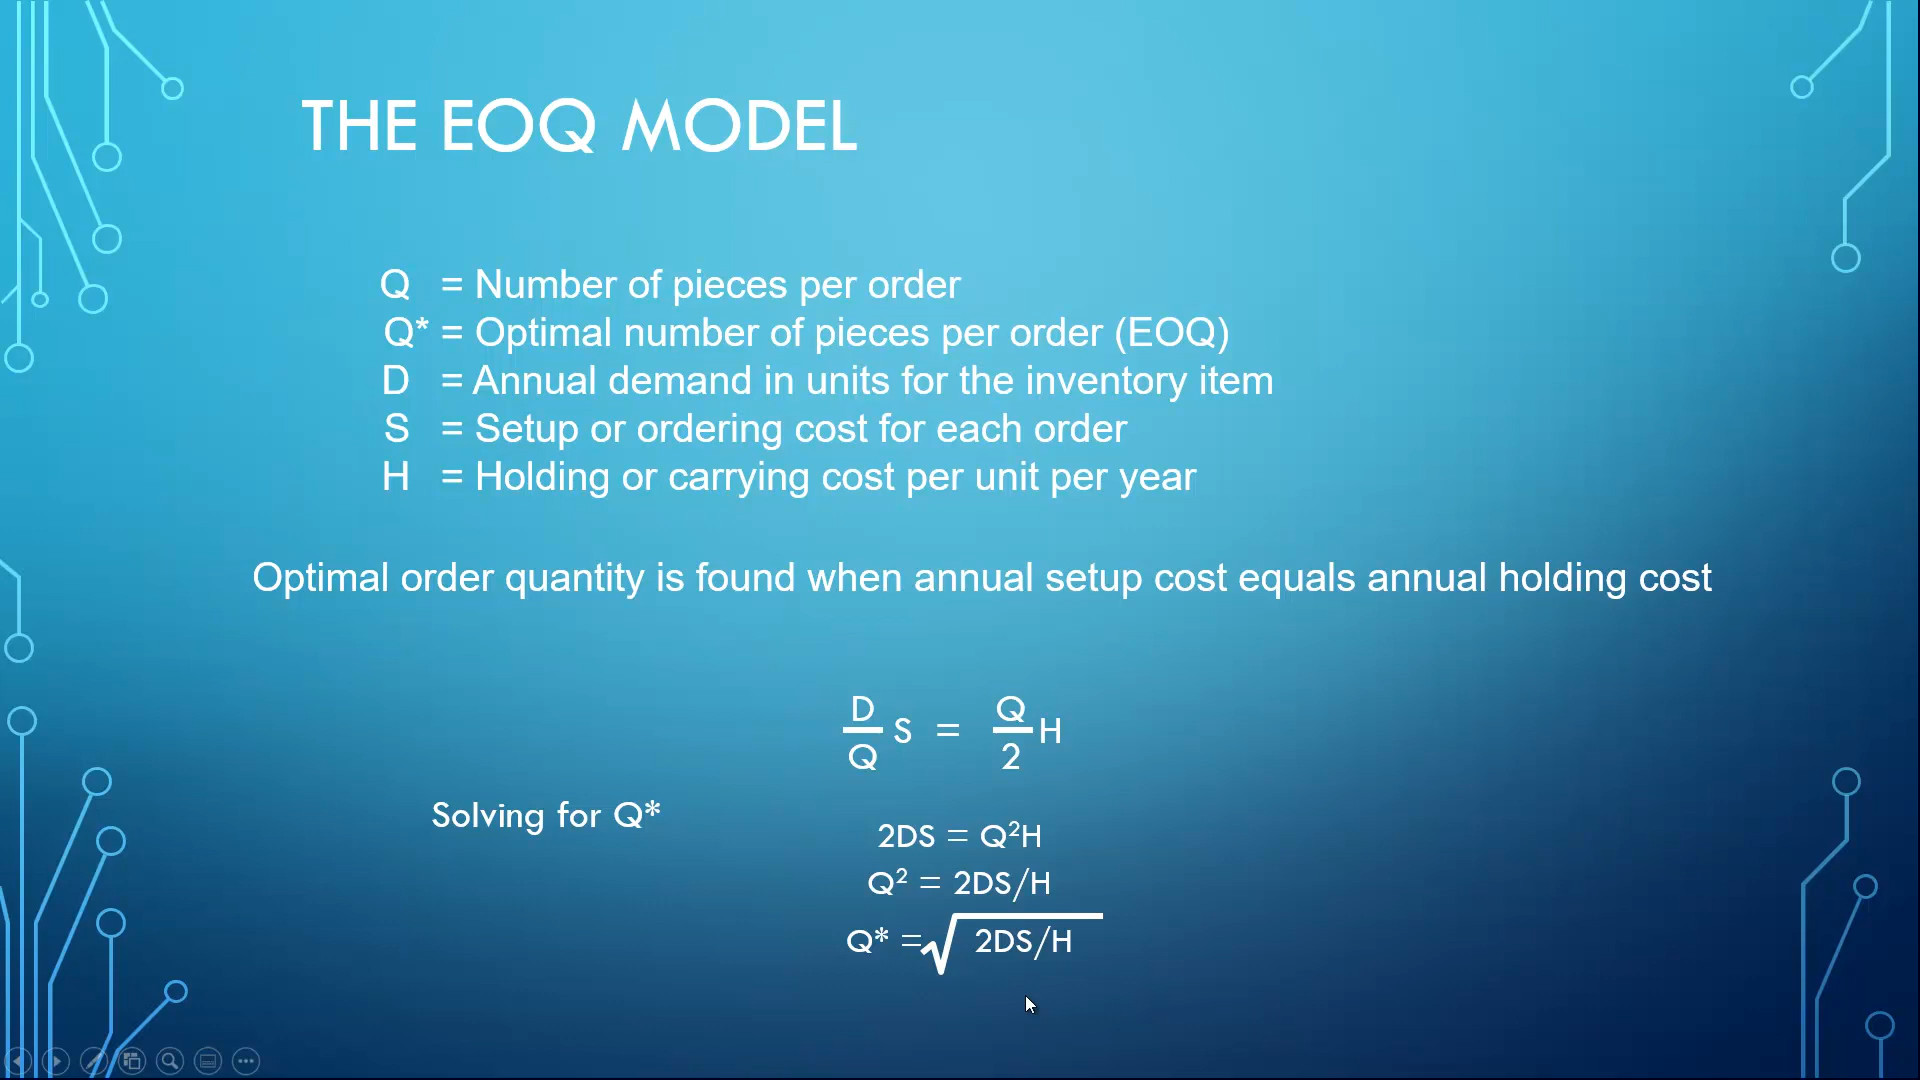 THE EOQ MODEL
Q = Number of pieces per order
Q* = Optimal number of pieces per order (EOQ)
D = Annual demand in units for the inventory item
S = Setup or ordering cost for each order
H = Holding or carrying cost per unit per year
Optimal order quantity is found when annual setup cost equals annual holding cost
D/Q S = Q/2 H
Solving for Q*
2DS = Q²H
Q² = 2DS/H
Q* = √2DS/H